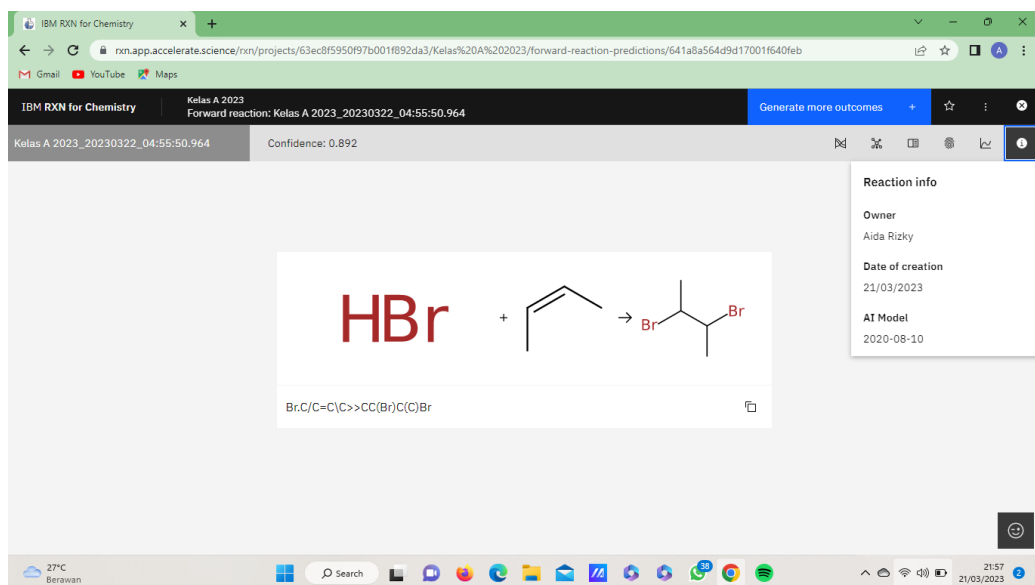 IBM RXN for Chemistry
rxn.app.accelerate.science/rxn/projects/63ec8f5950f97b001f892da3/Kelas%20A%202023/forward-reaction-predictions/641a8a564d9d17001f640feb
A
Gmail YouTube Maps
IBM RXN for Chemistry
Kelas A 2023
Forward reaction: Kelas A 2023_20230322_04:55:50.964
Generate more outcomes +
Kelas A 2023_20230322_04:55:50.964
Confidence: 0.892
Reaction info
Owner
Aida Rizky
Date of creation
21/03/2023
AI Model
2020-08-10
HBr + → Br Br
Br.C/C=C\C>>CC(Br)C(C)Br
27°C
Berawan
Search
38
21:57
21/03/2023
2